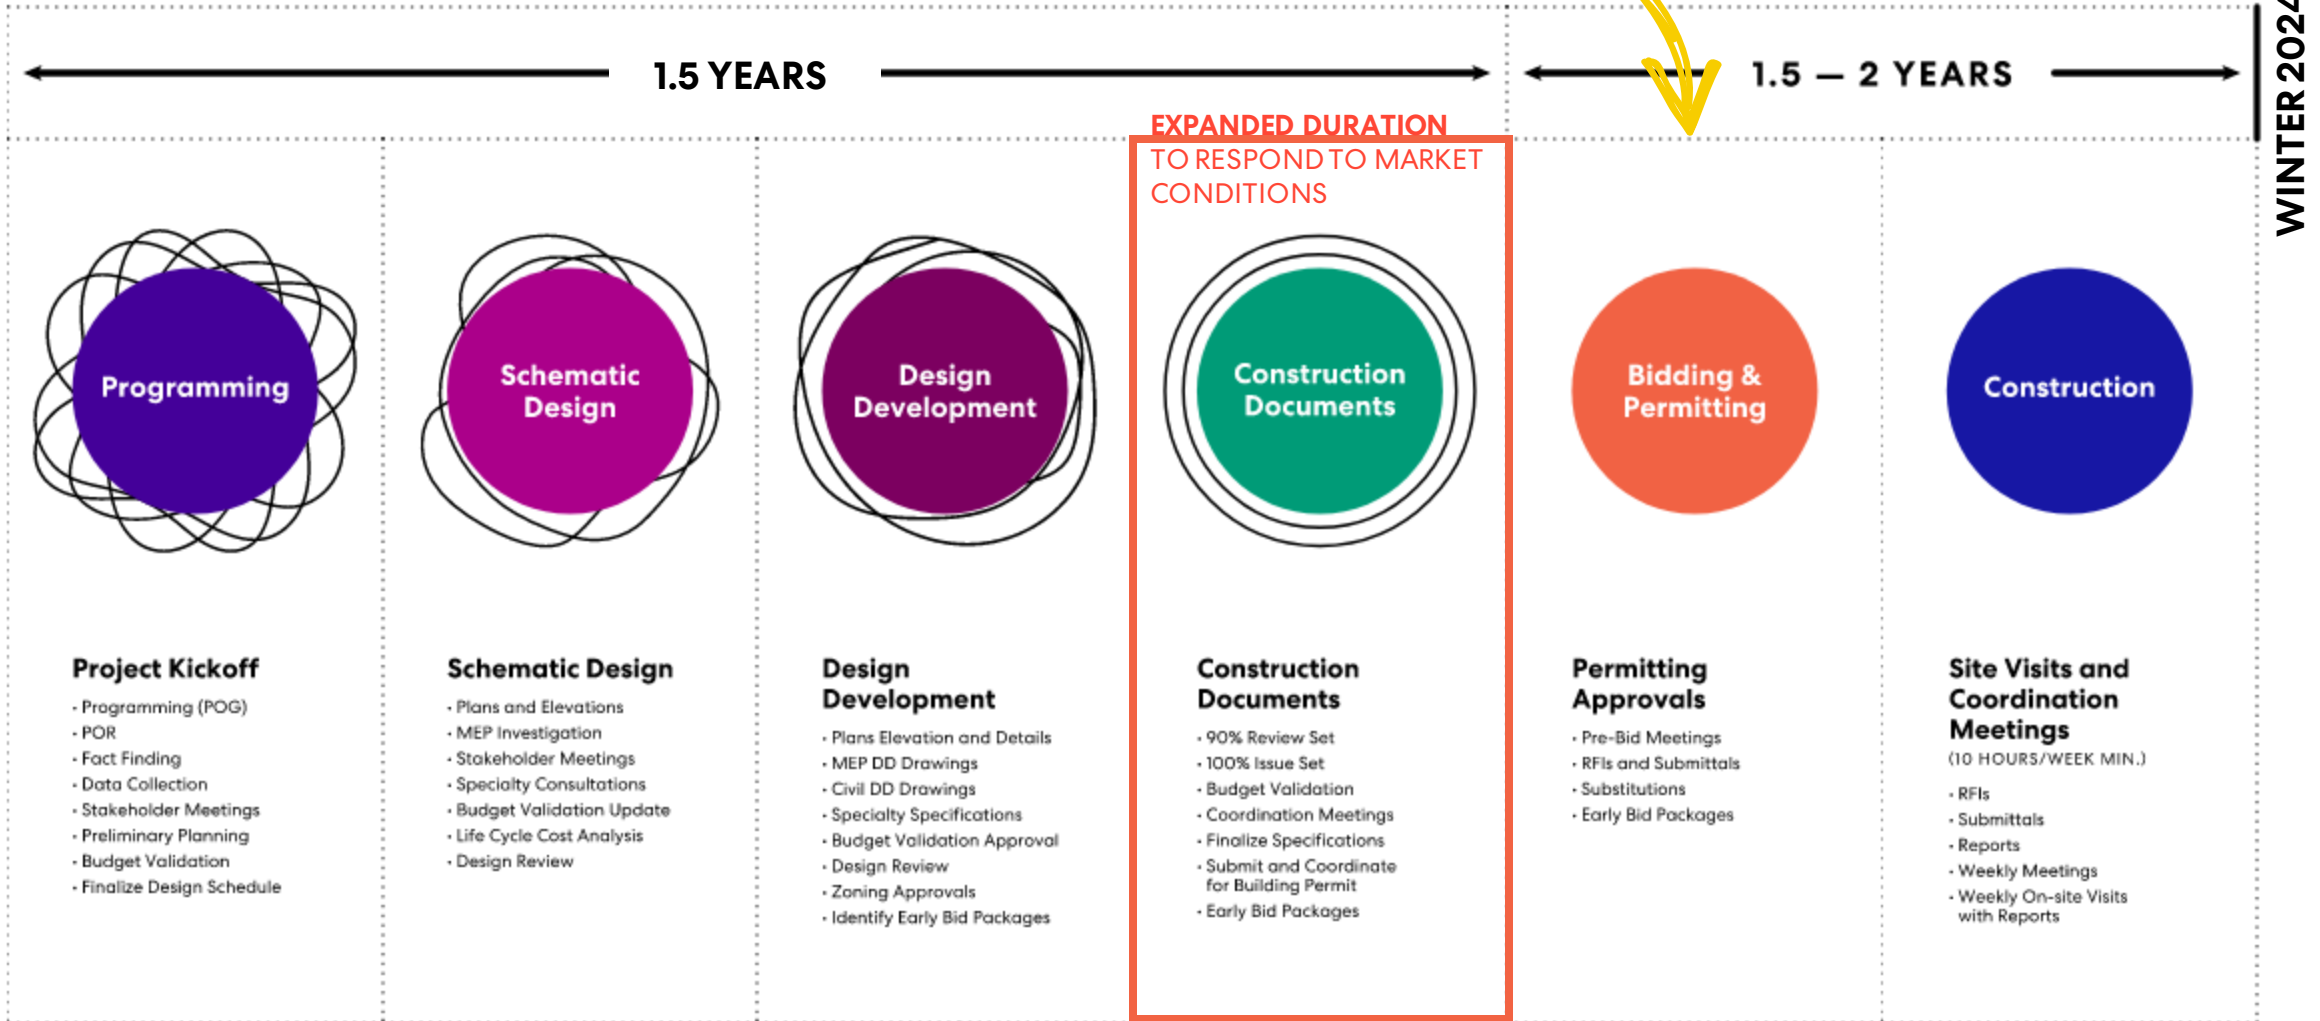 1.5 YEARS
1.5 — 2 YEARS
WINTER 2024
EXPANDED DURATION
TO RESPOND TO MARKET
CONDITIONS
Programming
Schematic
Design
Design
Development
Construction
Documents
Bidding &
Permitting
Construction
Project Kickoff
· Programming (POG)
· POR
· Fact Finding
· Data Collection
· Stakeholder Meetings
· Preliminary Planning
· Budget Validation
· Finalize Design Schedule
Schematic Design
· Plans and Elevations
· MEP Investigation
· Stakeholder Meetings
· Specialty Consultations
· Budget Validation Update
· Life Cycle Cost Analysis
· Design Review
Design
Development
· Plans Elevation and Details
· MEP DD Drawings
· Civil DD Drawings
· Specialty Specifications
· Budget Validation Approval
· Design Review
· Zoning Approvals
· Identify Early Bid Packages
Construction
Documents
· 90% Review Set
· 100% Issue Set
· Budget Validation
· Coordination Meetings
· Finalize Specifications
· Submit and Coordinate
for Building Permit
· Early Bid Packages
Permitting
Approvals
· Pre-Bid Meetings
· RFIs and Submittals
· Substitutions
· Early Bid Packages
Site Visits and
Coordination
Meetings
(10 HOURS/WEEK MIN.)
· RFIs
· Submittals
· Reports
· Weekly Meetings
· Weekly On-site Visits
with Reports